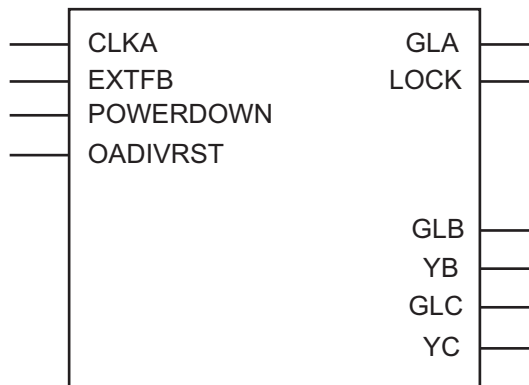 CLKA GLA
EXTFB LOCK
POWERDOWN
OADIVRST
GLB
YB
GLC
YC